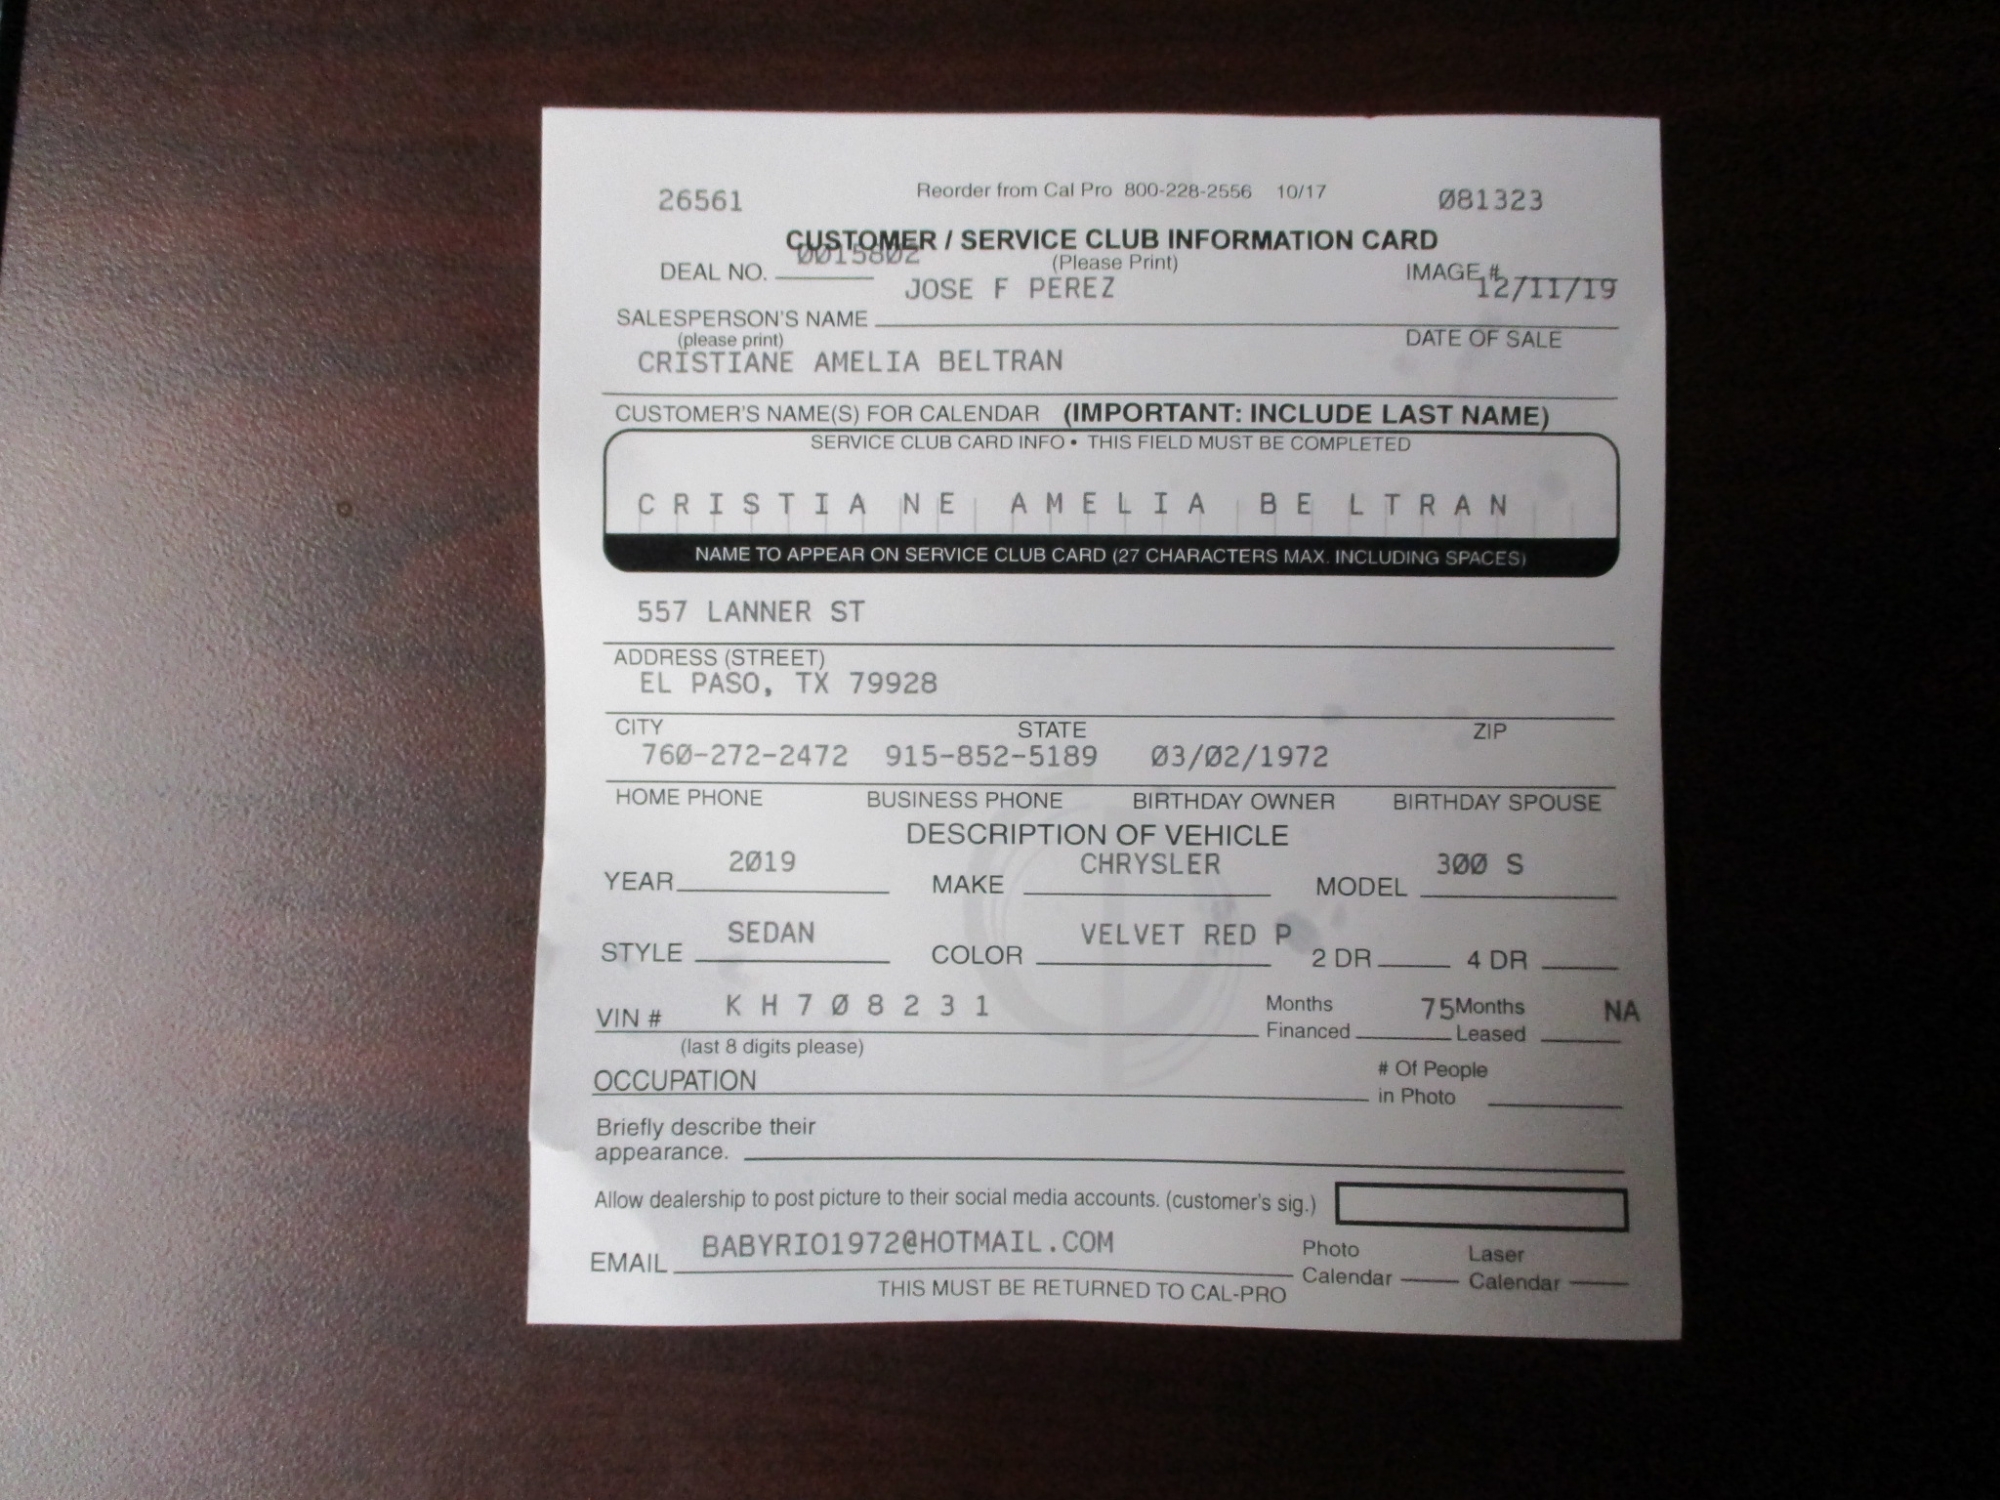 26561 Reorder from Cal Pro 800-228-2556 10/17 081323
CUSTOMER / SERVICE CLUB INFORMATION CARD
DEAL NO. 0015802 (Please Print) IMAGE #
JOSE F PEREZ 12/11/19
SALESPERSON'S NAME
(please print) DATE OF SALE
CRISTIANE AMELIA BELTRAN
CUSTOMER'S NAME(S) FOR CALENDAR (IMPORTANT: INCLUDE LAST NAME)
SERVICE CLUB CARD INFO • THIS FIELD MUST BE COMPLETED
CRISTIANE AMELIA BELTRAN
NAME TO APPEAR ON SERVICE CLUB CARD (27 CHARACTERS MAX. INCLUDING SPACES)
557 LANNER ST
ADDRESS (STREET)
EL PASO, TX 79928
CITY STATE ZIP
760-272-2472 915-852-5189 03/02/1972
HOME PHONE BUSINESS PHONE BIRTHDAY OWNER BIRTHDAY SPOUSE
DESCRIPTION OF VEHICLE
YEAR 2019 MAKE CHRYSLER MODEL 300 S
STYLE SEDAN COLOR VELVET RED P 2 DR 4 DR
VIN # KH708231 Months Financed 75 Months Leased NA
(last 8 digits please)
OCCUPATION # Of People in Photo
Briefly describe their
appearance.
Allow dealership to post picture to their social media accounts. (customer's sig.)
EMAIL BABYRIO1972@HOTMAIL.COM Photo Calendar Laser Calendar
THIS MUST BE RETURNED TO CAL-PRO